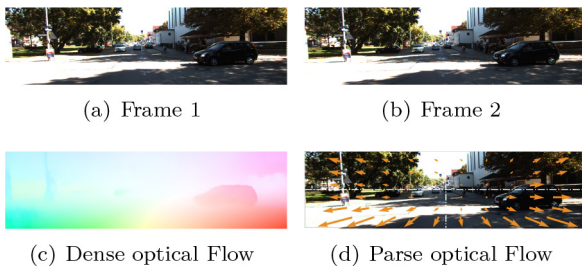 (a) Frame 1
(b) Frame 2
(c) Dense optical Flow
(d) Parse optical Flow